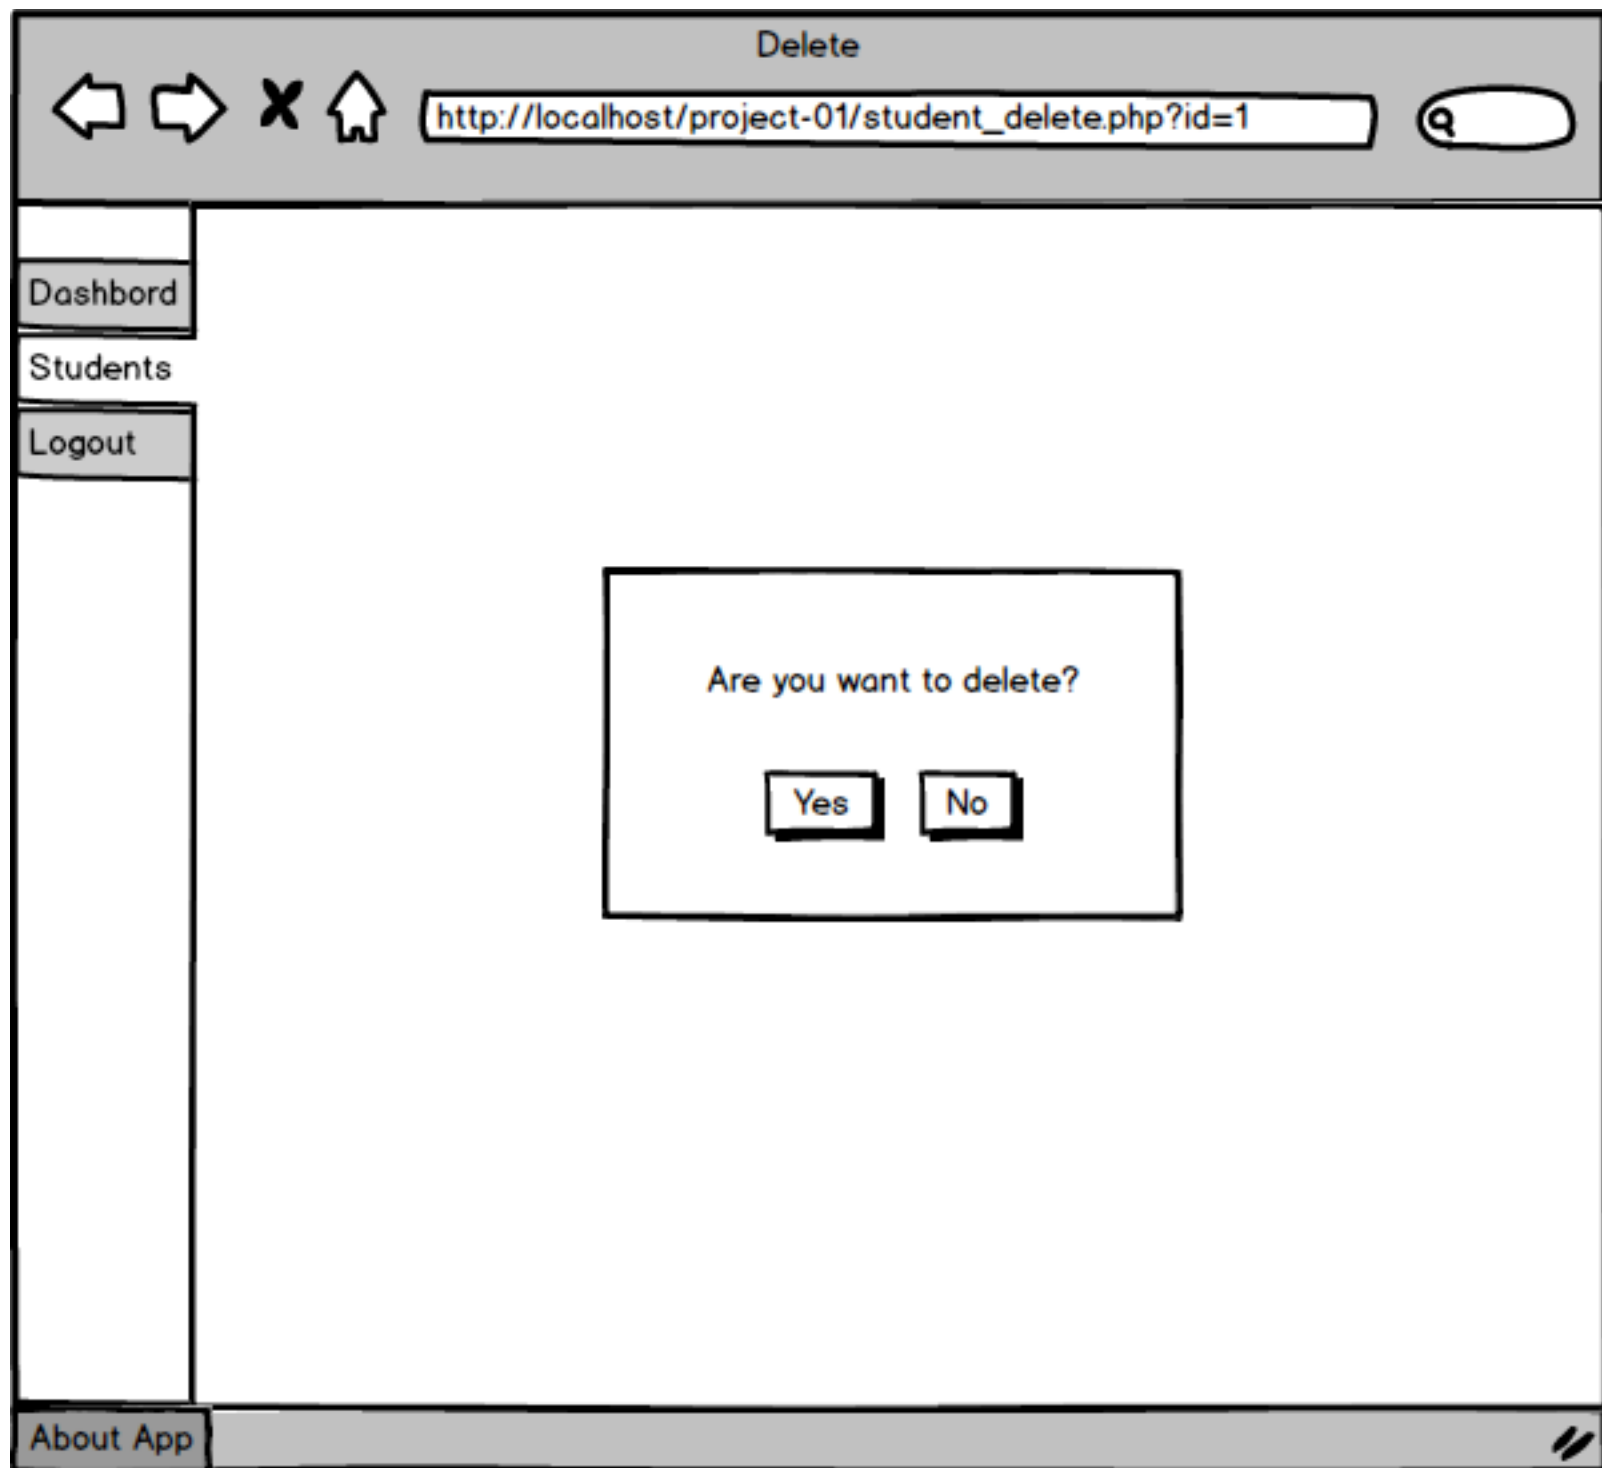 Delete
http://localhost/project-01/student_delete.php?id=1
Dashbord
Students
Logout
Are you want to delete?
Yes No
About App